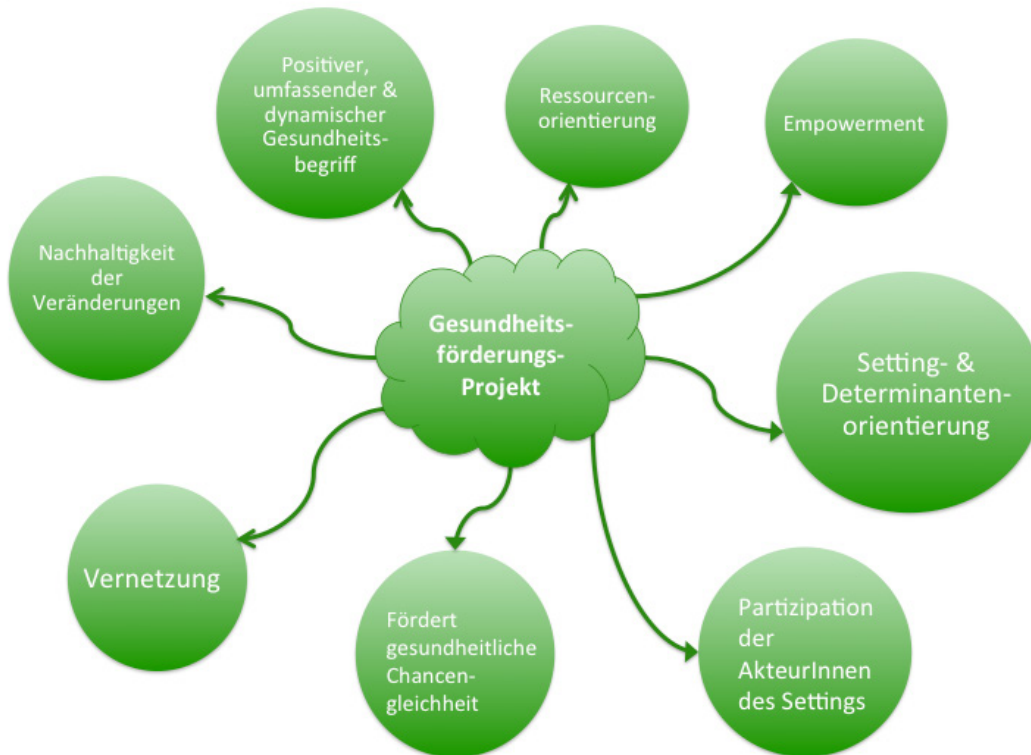 Positiver,
umfassender &
dynamischer
Gesundheits-
begriff
Ressourcen-
orientierung
Empowerment
Nachhaltigkeit
der
Veränderungen
Gesundheits-
förderungs-
Projekt
Setting- &
Determinanten-
orientierung
Vernetzung
Fördert
gesundheitliche
Chancen-
gleichheit
Partizipation
der
AkteurInnen
des Settings